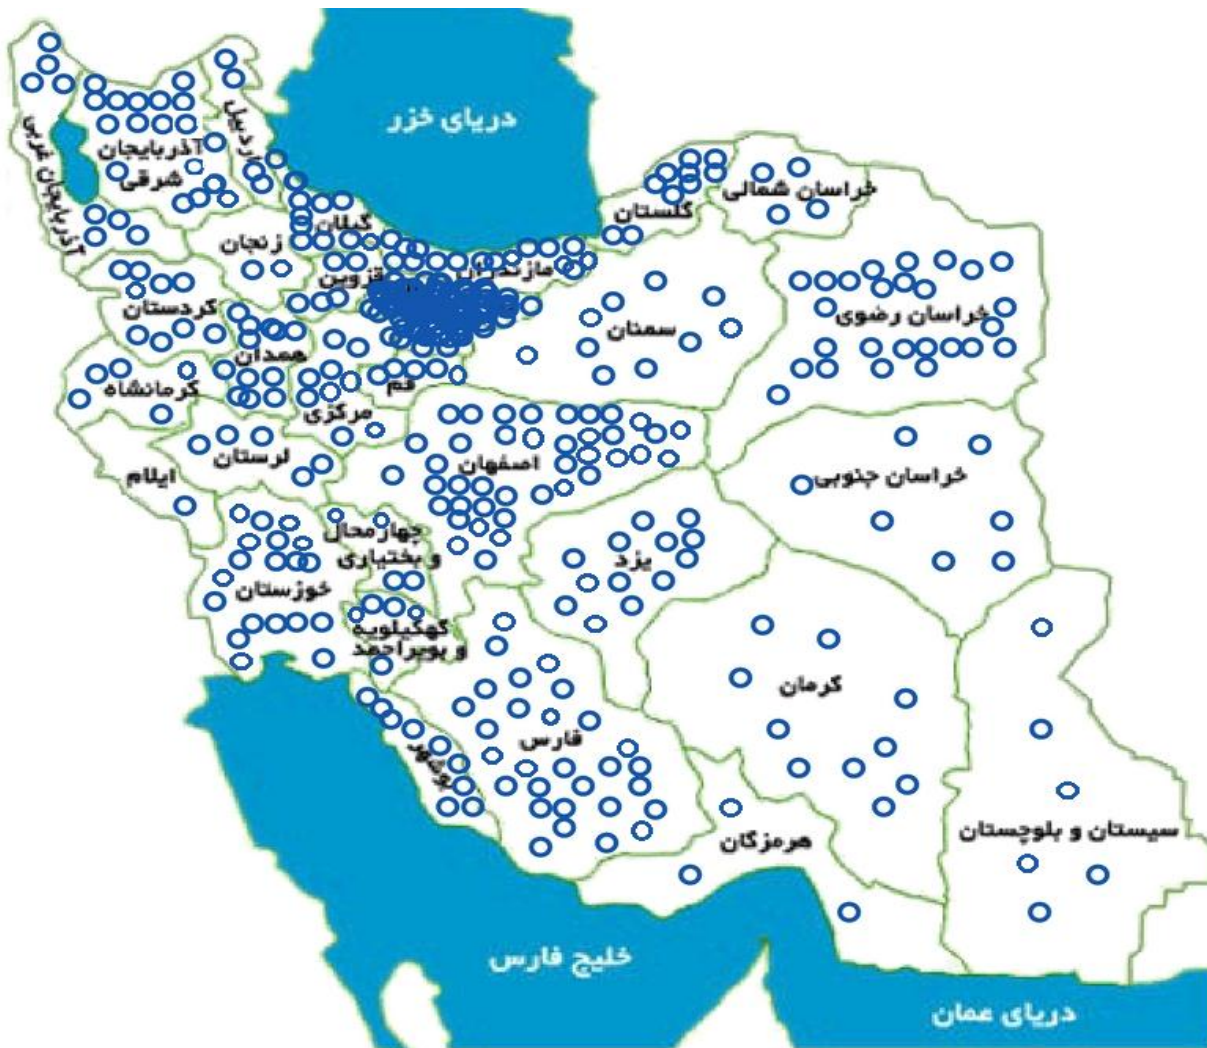 دریای خزر
اردبیل
آذربایجان
شرقی
آذربایجان غربی
گیلان
زنجان
قزوین
مازندران
گلستان
خراسان شمالی
خراسان رضوی
سمنان
کردستان
همدان
کرمانشاه
مرکزی
قم
لرستان
ایلام
اصفهان
خراسان جنوبی
چهارمحال
و بختیاری
یزد
خوزستان
کهکیلویه
و بویراحمد
کرمان
فارس
بوشهر
هرمزگان
سیستان و بلوچستان
خلیج فارس
دریای عمان